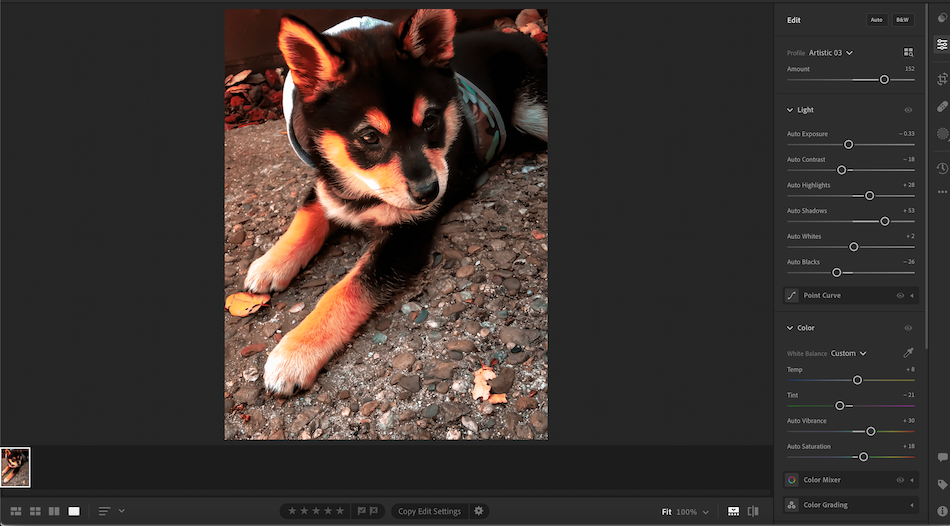 Edit
Auto
B&W
Profile Artistic 03
Amount 152
Light
Auto Exposure – 0.33
Auto Contrast – 18
Auto Highlights + 28
Auto Shadows + 53
Auto Whites + 2
Auto Blacks – 26
Point Curve
Color
White Balance Custom
Temp + 8
Tint – 21
Auto Vibrance + 30
Auto Saturation + 18
Color Mixer
Color Grading
Copy Edit Settings
Fit 100%